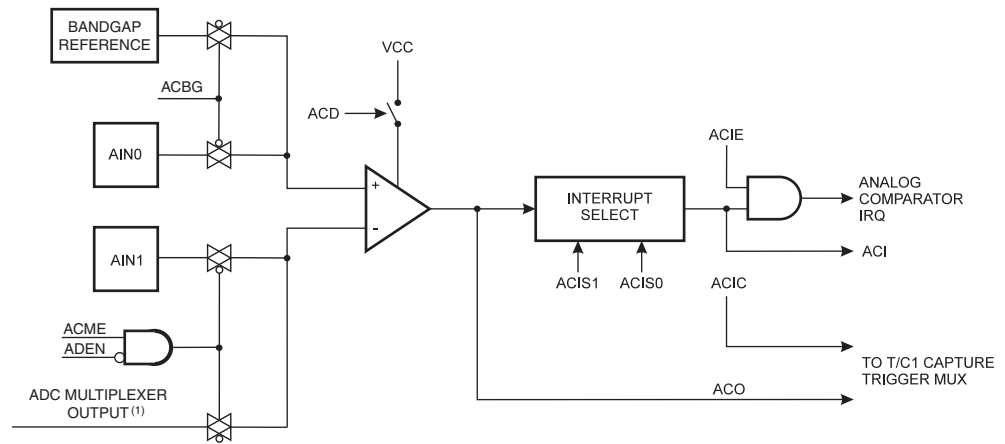 BANDGAP
REFERENCE
ACBG
AIN0
AIN1
ACME
ADEN
ADC MULTIPLEXER
OUTPUT (1)
VCC
ACD
+
-
INTERRUPT
SELECT
ACIS1 ACIS0
ACIE
ANALOG
COMPARATOR
IRQ
ACI
ACIC
TO T/C1 CAPTURE
TRIGGER MUX
ACO